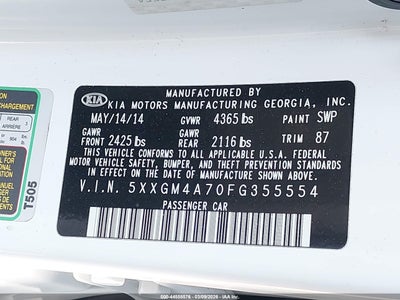 MANUFACTURED BY
KIA
KIA MOTORS MANUFACTURING GEORGIA, INC.
MAY/14/14 GVWR 4365 lbs PAINT SWP
GAWR GAWR
FRONT 2425 lbs REAR 2116 lbs TRIM 87
THIS VEHICLE CONFORMS TO ALL APPLICABLE U.S.A. FEDERAL
MOTOR VEHICLE SAFETY, BUMPER, AND THEFT PREVENTION STANDARDS
IN EFFECT ON THE DATE OF MANUFACTURE SHOWN ABOVE.
V.I.N. 5XXGM4A70FG355554
PASSENGER CAR
REAR
ARRIÈRE
T505